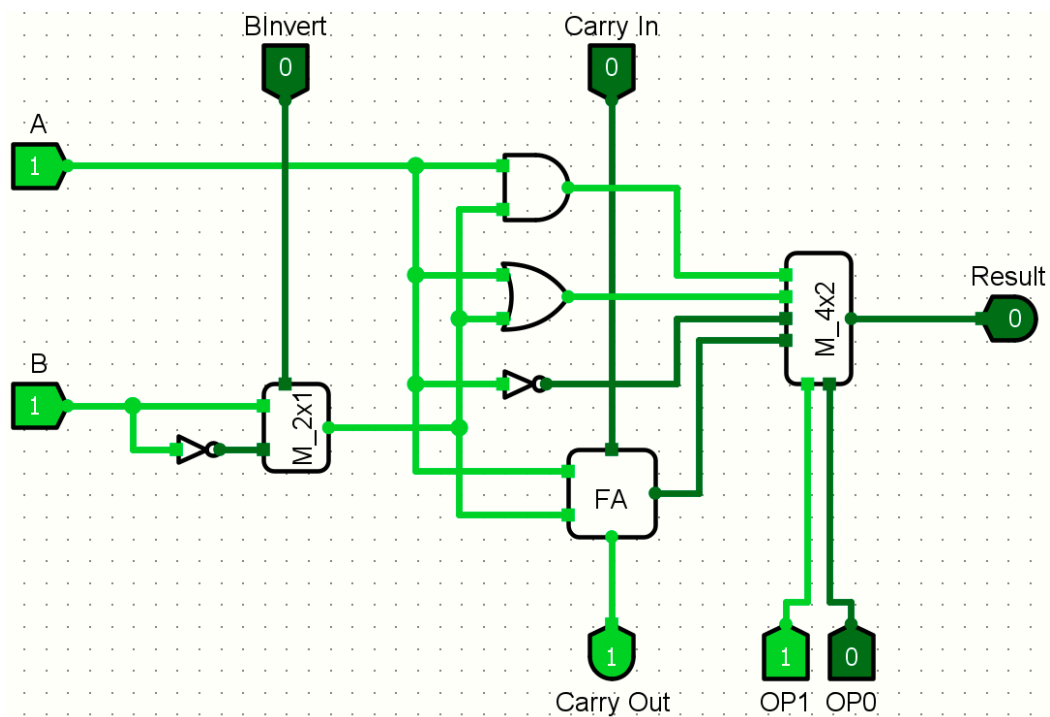 BInvert
Carry In
0
0
A
1
Result
M_4x2
0
B
1
M_2x1
FA
1
1
0
Carry Out
OP1
OP0